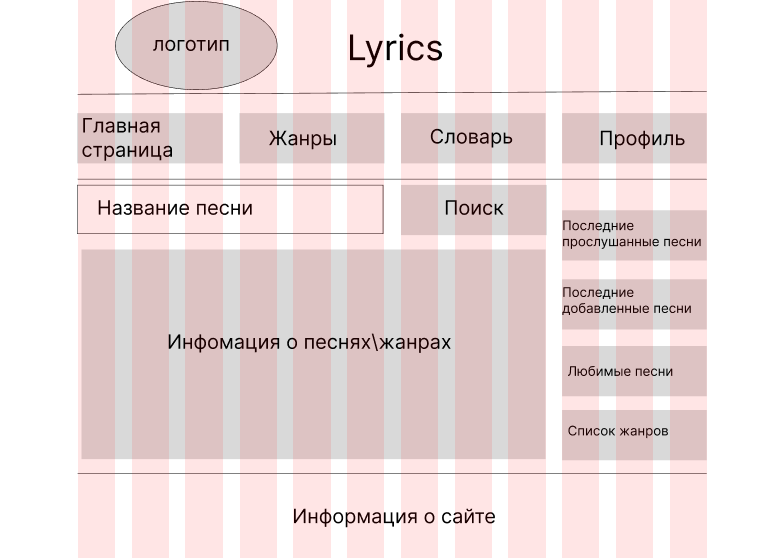 логотип
Lyrics
Главная
страница
Жанры
Словарь
Профиль
Название песни
Поиск
Последние
прослушанные песни
Последние
добавленные песни
Инфомация о песнях\жанрах
Любимые песни
Список жанров
Информация о сайте